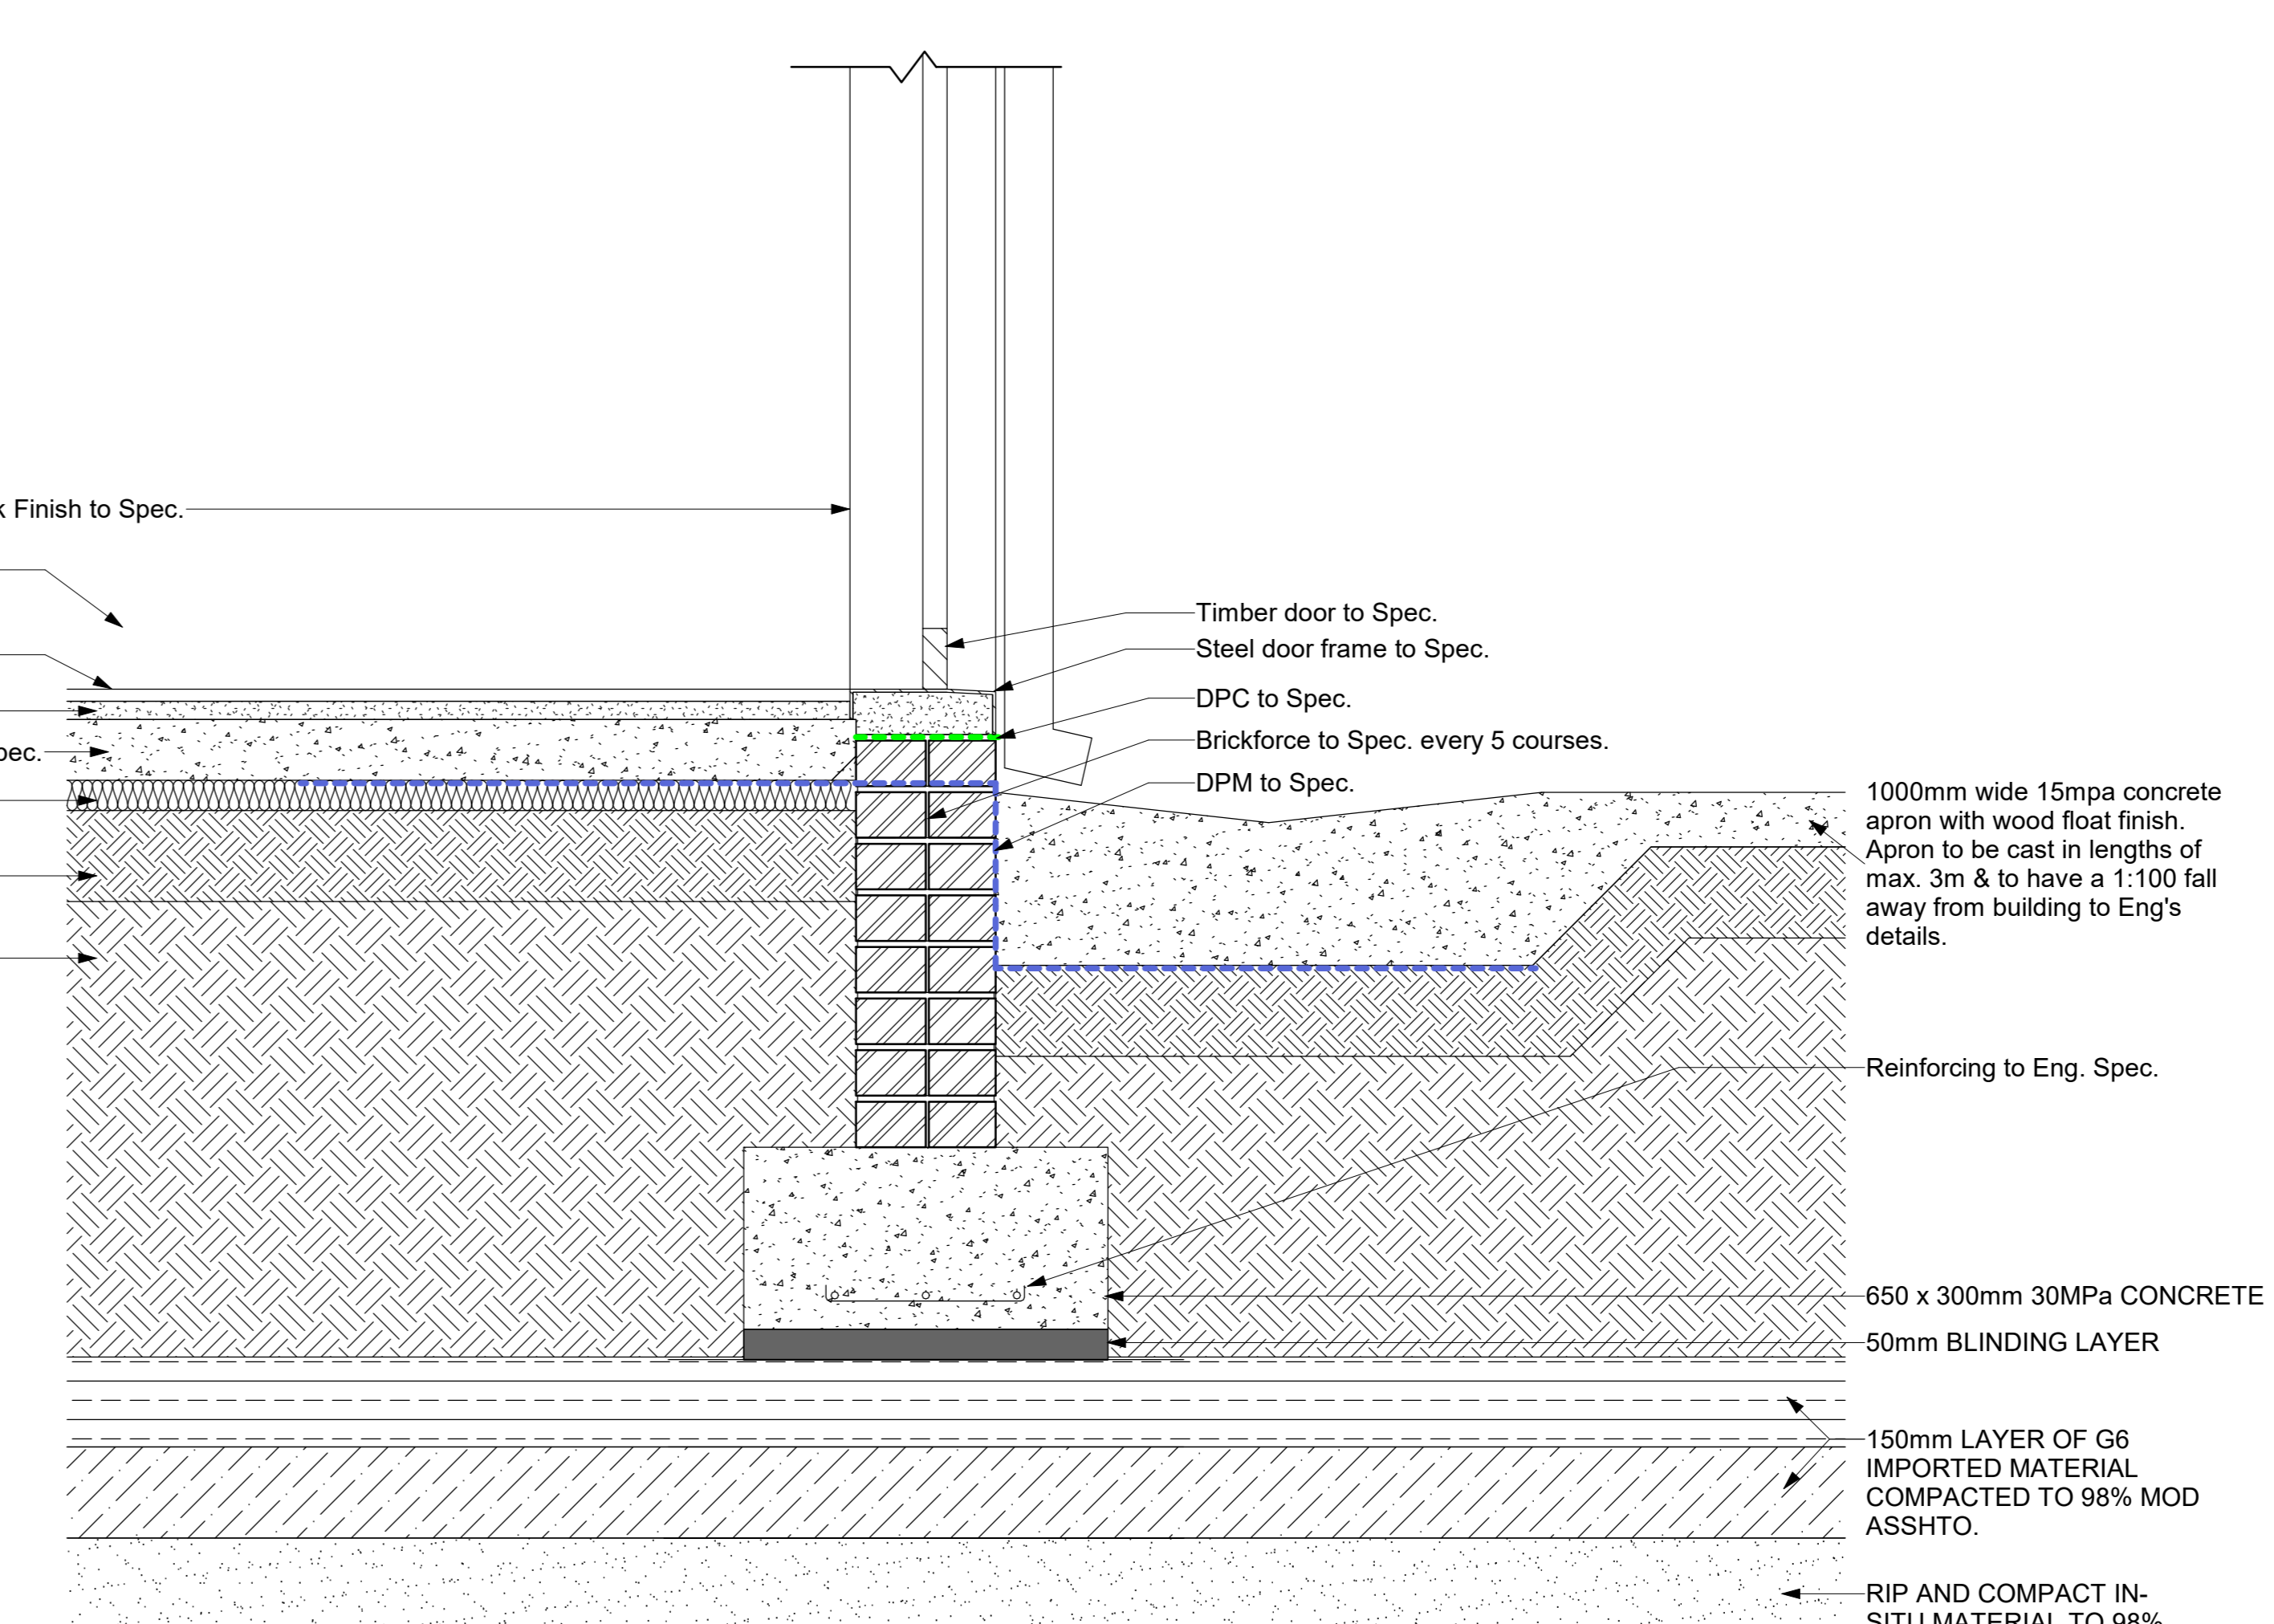 Finish to Spec.
Timber door to Spec.
Steel door frame to Spec.
DPC to Spec.
Brickforce to Spec. every 5 courses.
DPM to Spec.
1000mm wide 15mpa concrete
apron with wood float finish.
Apron to be cast in lengths of
max. 3m & to have a 1:100 fall
away from building to Eng's
details.
Reinforcing to Eng. Spec.
650 x 300mm 30MPa CONCRETE
50mm BLINDING LAYER
150mm LAYER OF G6
IMPORTED MATERIAL
COMPACTED TO 98% MOD
ASSHTO.
RIP AND COMPACT IN-
SITU MATERIAL TO 98%